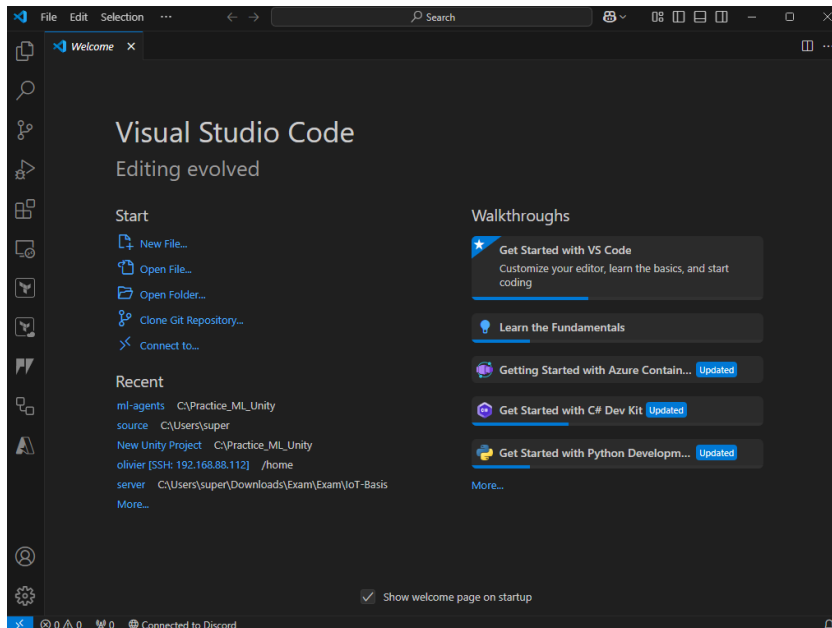 File Edit Selection ··· Search
Welcome
Visual Studio Code
Editing evolved
Start
New File...
Open File...
Open Folder...
Clone Git Repository...
Connect to...
Recent
ml-agents C:\Practice_ML_Unity
source C:\Users\super
New Unity Project C:\Practice_ML_Unity
olivier [SSH: 192.168.88.112] /home
server C:\Users\super\Downloads\Exam\Exam\IoT-Basis
More...
Walkthroughs
Get Started with VS Code
Customize your editor, learn the basics, and start
coding
Learn the Fundamentals
Getting Started with Azure Contain... Updated
Get Started with C# Dev Kit Updated
Get Started with Python Developm... Updated
More...
Show welcome page on startup
0 0 0 Connected to Discord